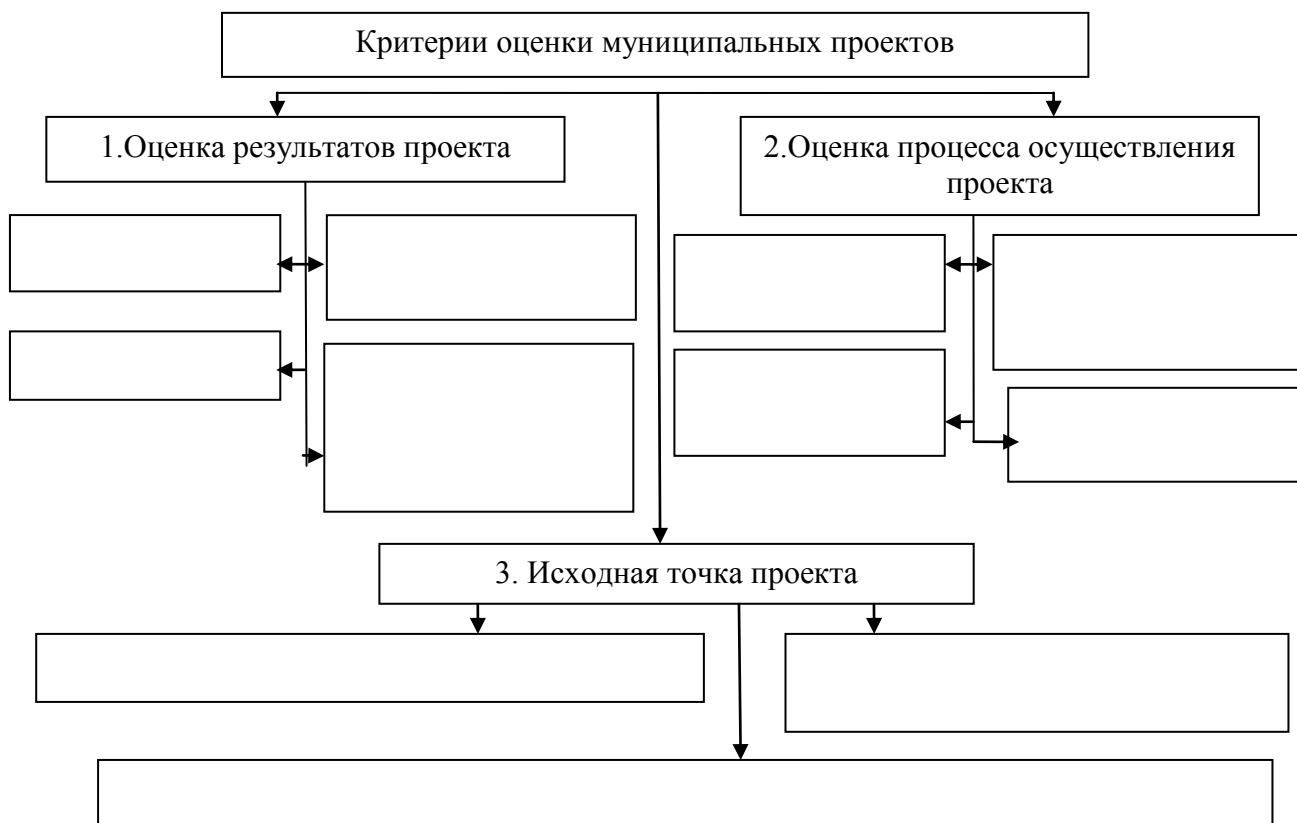 Критерии оценки муниципальных проектов
1.Оценка результатов проекта
2.Оценка процесса осуществления
проекта
3. Исходная точка проекта